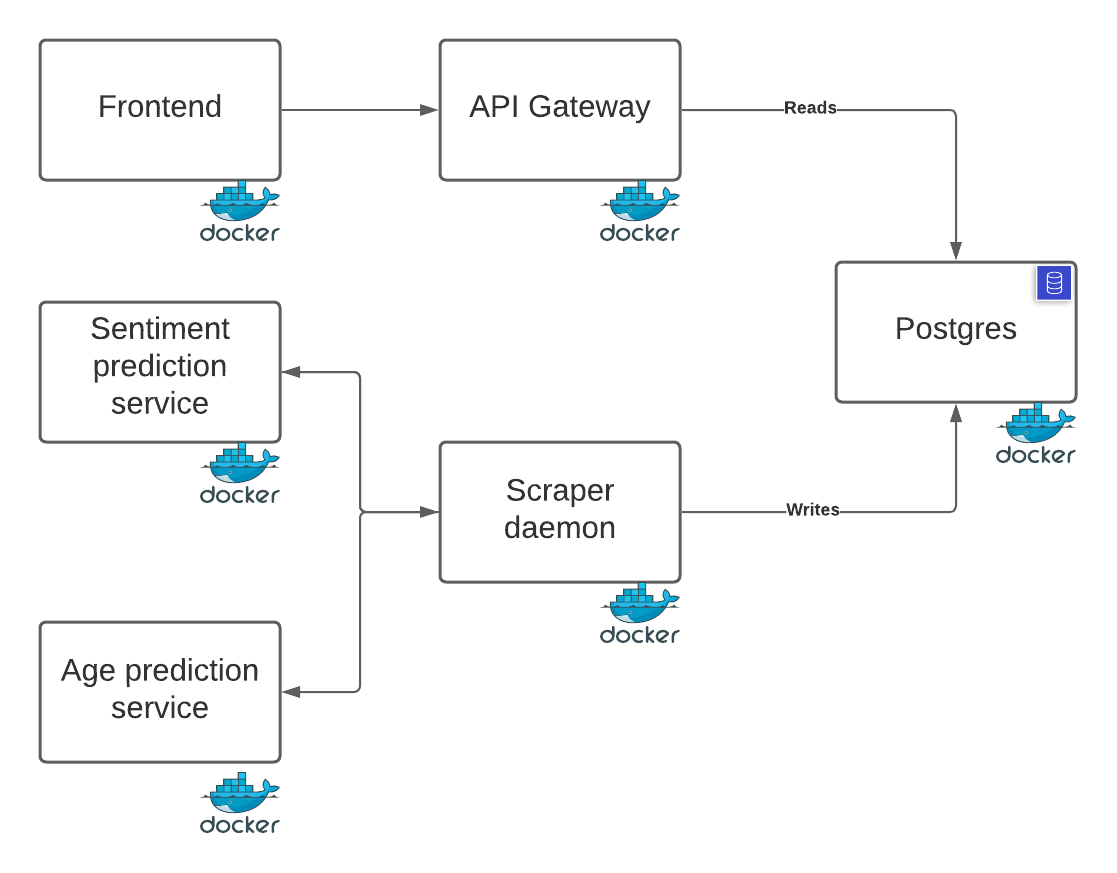 Frontend
API Gateway
Reads
docker
docker
Postgres
docker
Sentiment
prediction
service
docker
Scraper
daemon
Writes
docker
Age prediction
service
docker